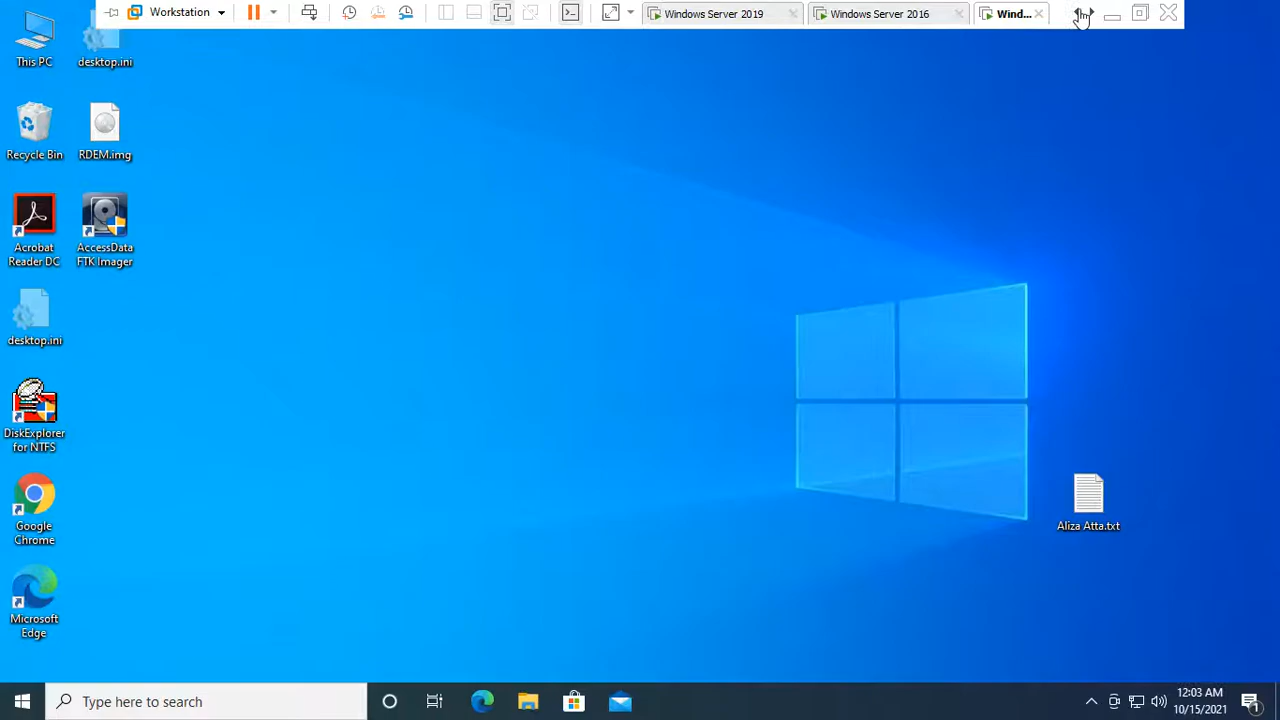 Workstation
Windows Server 2019
Windows Server 2016
Wind...
This PC
desktop.ini
Recycle Bin
RDEM.img
Acrobat
Reader DC
AccessData
FTK Imager
desktop.ini
DiskExplorer
for NTFS
Google
Chrome
Aliza Atta.txt
Microsoft
Edge
Type here to search
12:03 AM
10/15/2021
1